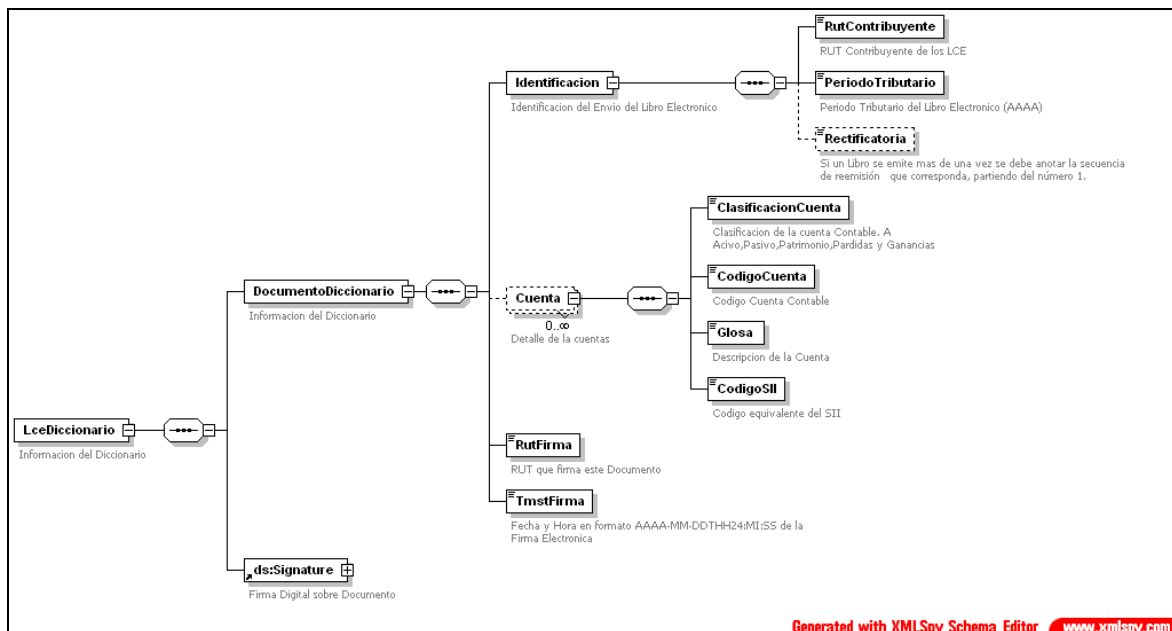 RutContribuyente
RUT Contribuyente de los LCE
Identificacion
Identificacion del Envio del Libro Electronico
PeriodoTributario
Periodo Tributario del Libro Electronico (AAAA)
Rectificatoria
Si un Libro se emite mas de una vez se debe anotar la secuencia
de reemisión que corresponda, partiendo del número 1.
ClasificacionCuenta
Clasificacion de la cuenta Contable. A
Acivo,Pasivo,Patrimonio,Pardidas y Ganancias
DocumentoDiccionario
Informacion del Diccionario
Cuenta
0..∞
Detalle de la cuentas
CodigoCuenta
Codigo Cuenta Contable
Glosa
Descripcion de la Cuenta
CodigoSII
Codigo equivalente del SII
LceDiccionario
Informacion del Diccionario
RutFirma
RUT que firma este Documento
TmstFirma
Fecha y Hora en formato AAAA-MM-DDTHH24:MI:SS de la
Firma Electronica
ds:Signature
Firma Digital sobre Documento
Generated with XMLSpy Schema Editor www.xmlspy.com